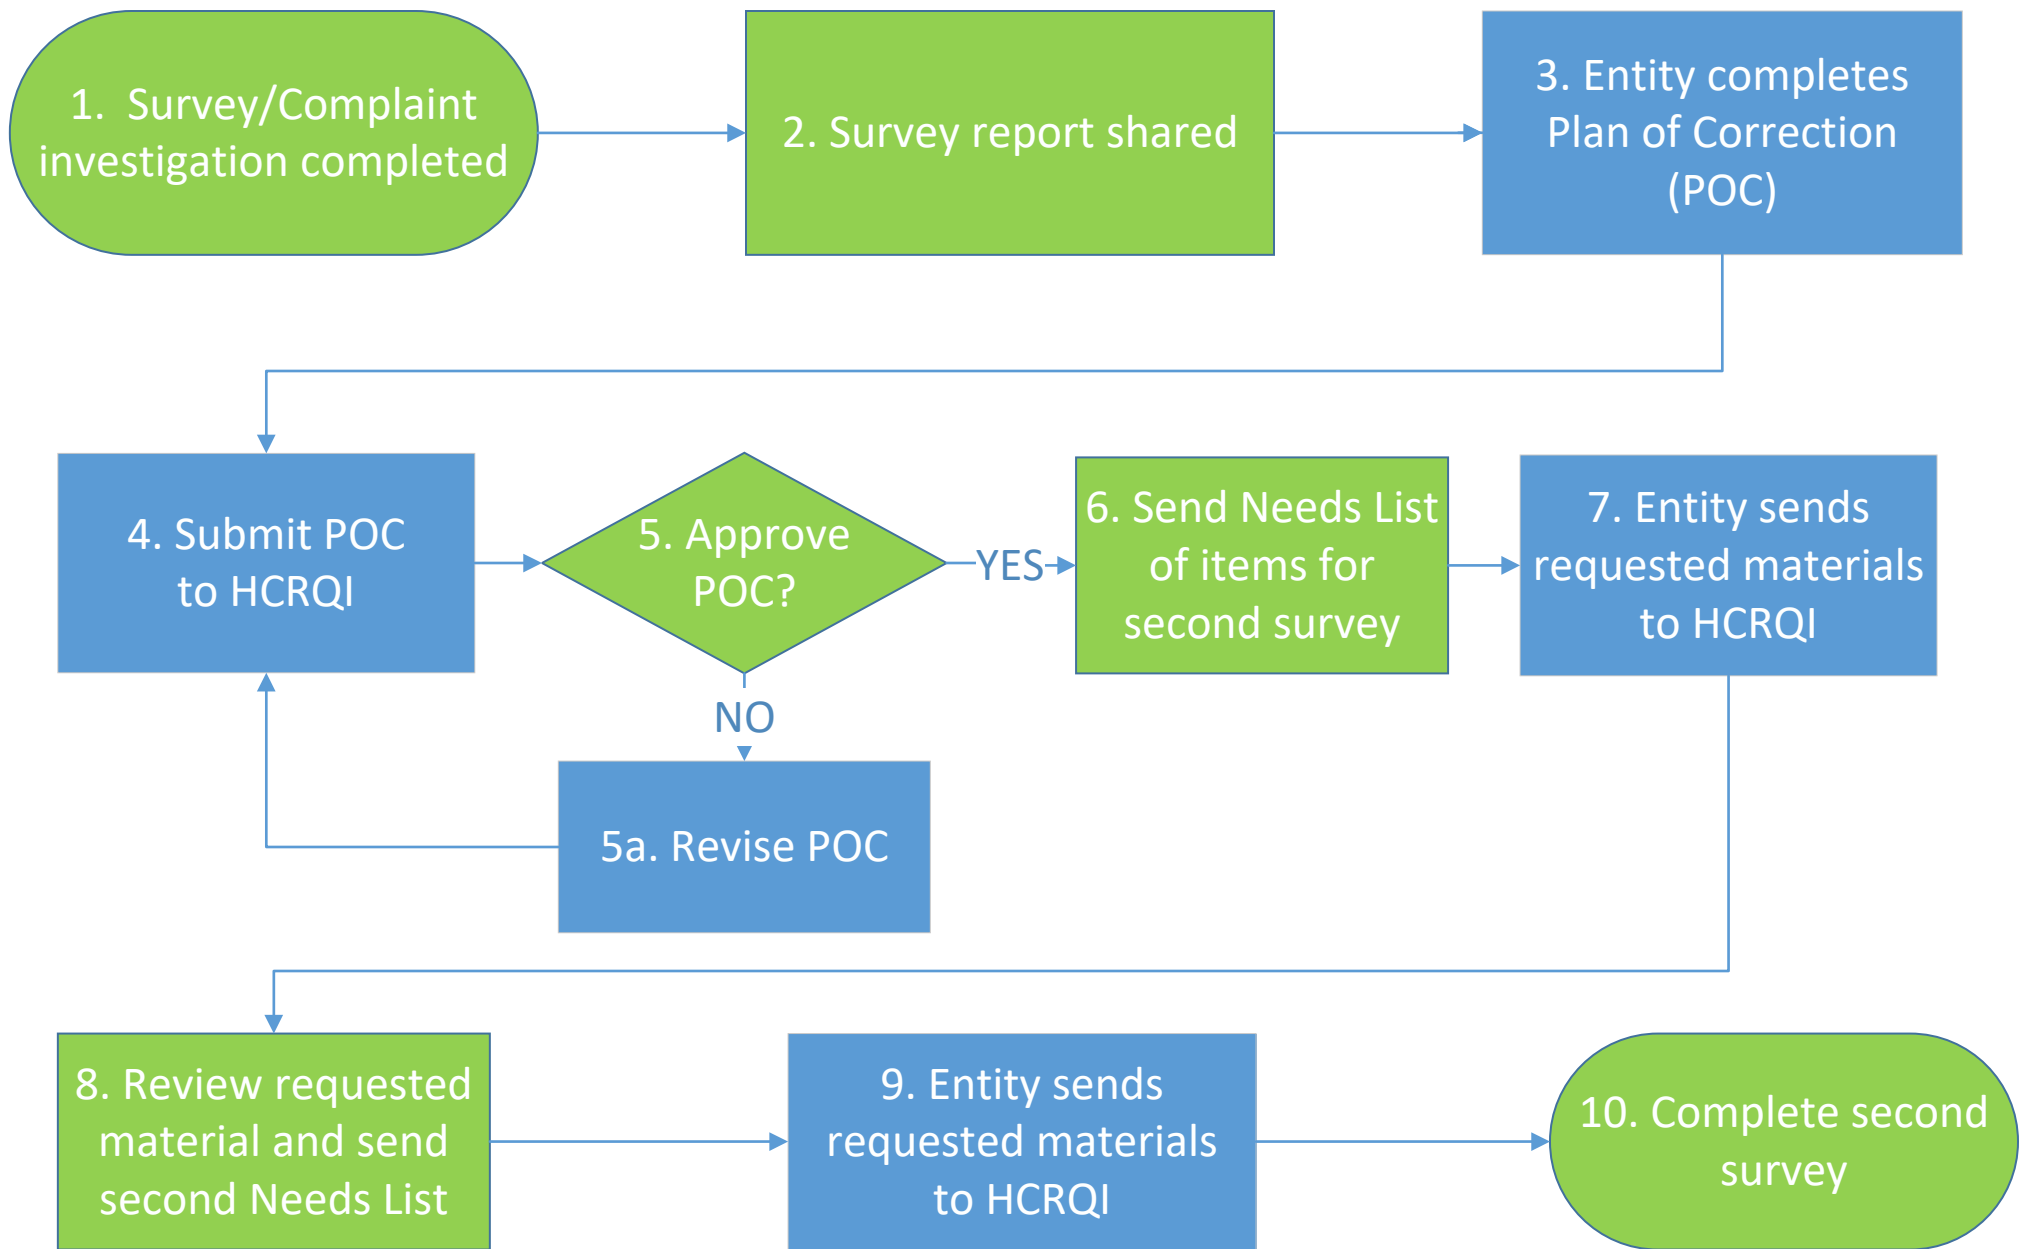 1. Survey/Complaint
investigation completed
2. Survey report shared
3. Entity completes
Plan of Correction
(POC)
4. Submit POC
to HCRQI
5. Approve
POC?
YES
6. Send Needs List
of items for
second survey
7. Entity sends
requested materials
to HCRQI
NO
5a. Revise POC
8. Review requested
material and send
second Needs List
9. Entity sends
requested materials
to HCRQI
10. Complete second
survey